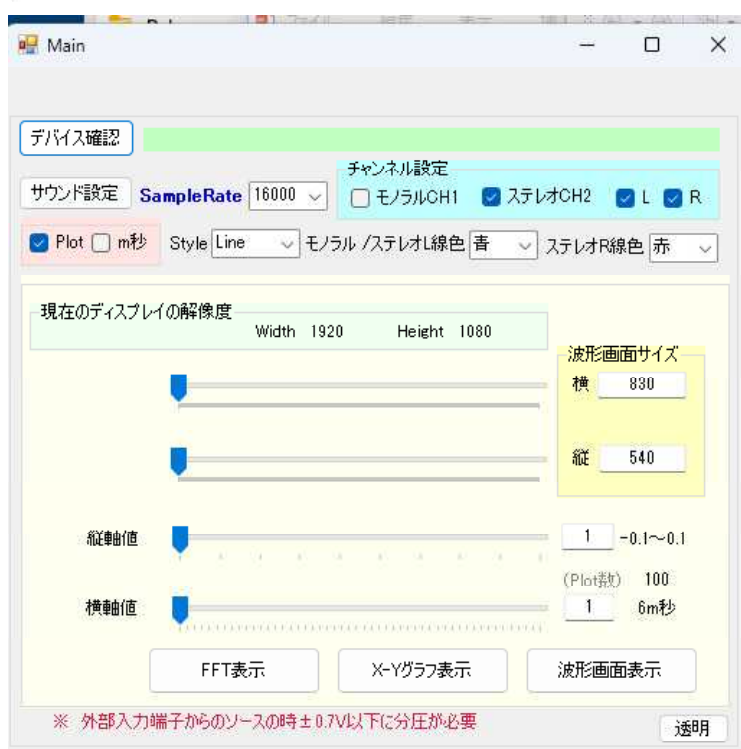 Main
デバイス確認
チャンネル設定
サウンド設定 SampleRate 16000 モノラルCH1 ステレオCH2 L R
Plot m秒 Style Line モノラル /ステレオL線色 青 ステレオR線色 赤
現在のディスプレイの解像度
Width 1920 Height 1080
波形画面サイズ
横 830
縦 540
縦軸値 1 -0.1～0.1
(Plot数) 100
横軸値 1 6m秒
FFT表示 X-Yグラフ表示 波形画面表示
※ 外部入力端子からのソースの時±0.7V以下に分圧が必要
透明